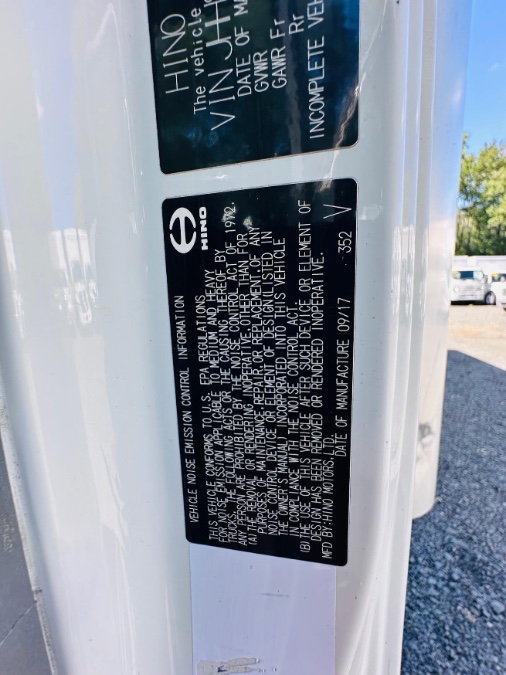 HINO
The vehicle
VIN JH
DATE OF MA
GVWR
GAWR Fr
Rr
INCOMPLETE VEH
HINO
VEHICLE NOISE EMISSION CONTROL INFORMATION
THIS VEHICLE CONFORMS TO U.S. EPA REGULATIONS
FOR NOISE EMISSION APPLICABLE TO MEDIUM AND HEAVY
TRUCKS. THE FOLLOWING ACTS OR THE CAUSING THEREOF BY
ANY PERSON ARE PROHIBITED BY THE NOISE CONTROL ACT OF 1972.
(A) THE REMOVAL OR RENDERING INOPERATIVE, OTHER THAN FOR
PURPOSES OF MAINTENANCE, REPAIR, OR REPLACEMENT, OF ANY
NOISE CONTROL DEVICE OR ELEMENT OF DESIGN(LISTED IN
THE OWNER'S MANUAL) INCORPORATED INTO THIS VEHICLE
IN COMPLIANCE WITH THE NOISE CONTROL ACT.
(B) THE USE OF THIS VEHICLE AFTER SUCH DEVICE OR ELEMENT OF
DESIGN HAS BEEN REMOVED OR RENDERED INOPERATIVE.
MFD BY:HINO MOTORS, LTD.
DATE OF MANUFACTURE 09/17 352 V